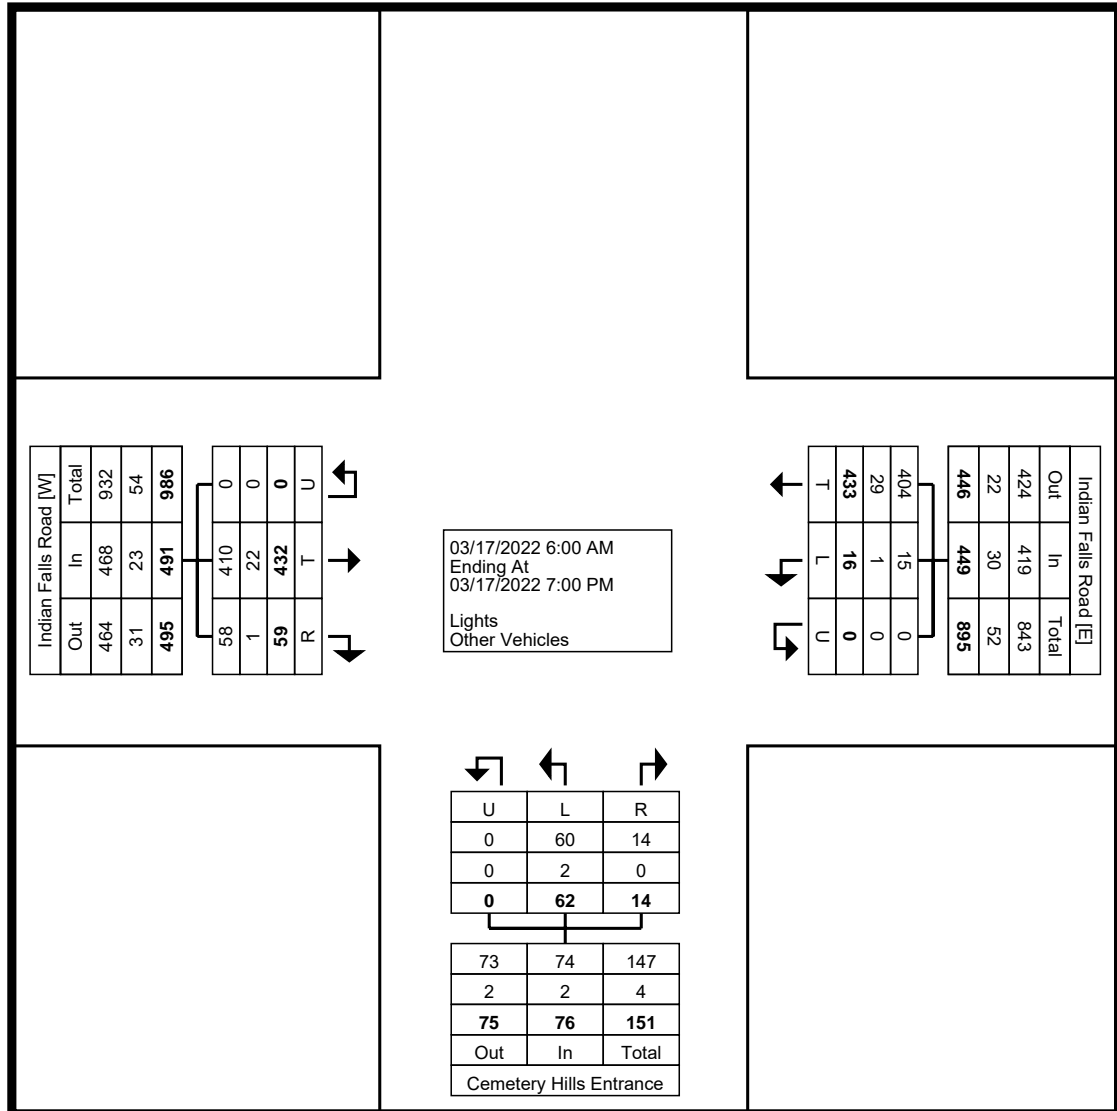 Indian Falls Road [W]
Total In Out
932 468 464
54 23 31
986 491 495
0 410 58
0 22 1
0 432 59
U T R
03/17/2022 6:00 AM
Ending At
03/17/2022 7:00 PM
Lights
Other Vehicles
Indian Falls Road [E]
Out In Total
424 419 843
22 30 52
446 449 895
404 15 0
29 1 0
433 16 0
T L U
U L R
0 60 14
0 2 0
0 62 14
73 74 147
2 2 4
75 76 151
Out In Total
Cemetery Hills Entrance